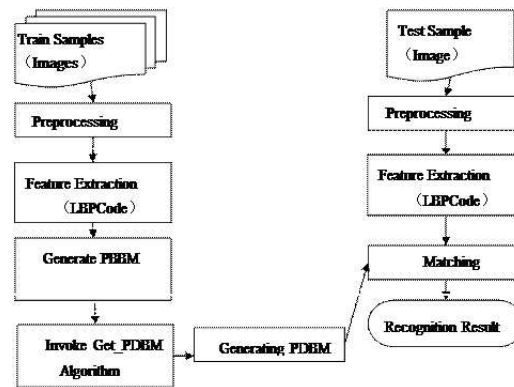 Train Samples
（Images）
Preprocessing
Feature Extraction
（LBPCode）
Generate PBBM
Invoke Get_PDBM
Algorithm
Generating PDBM
Test Sample
（Image）
Preprocessing
Feature Extraction
（LBPCode）
Matching
Recognition Result